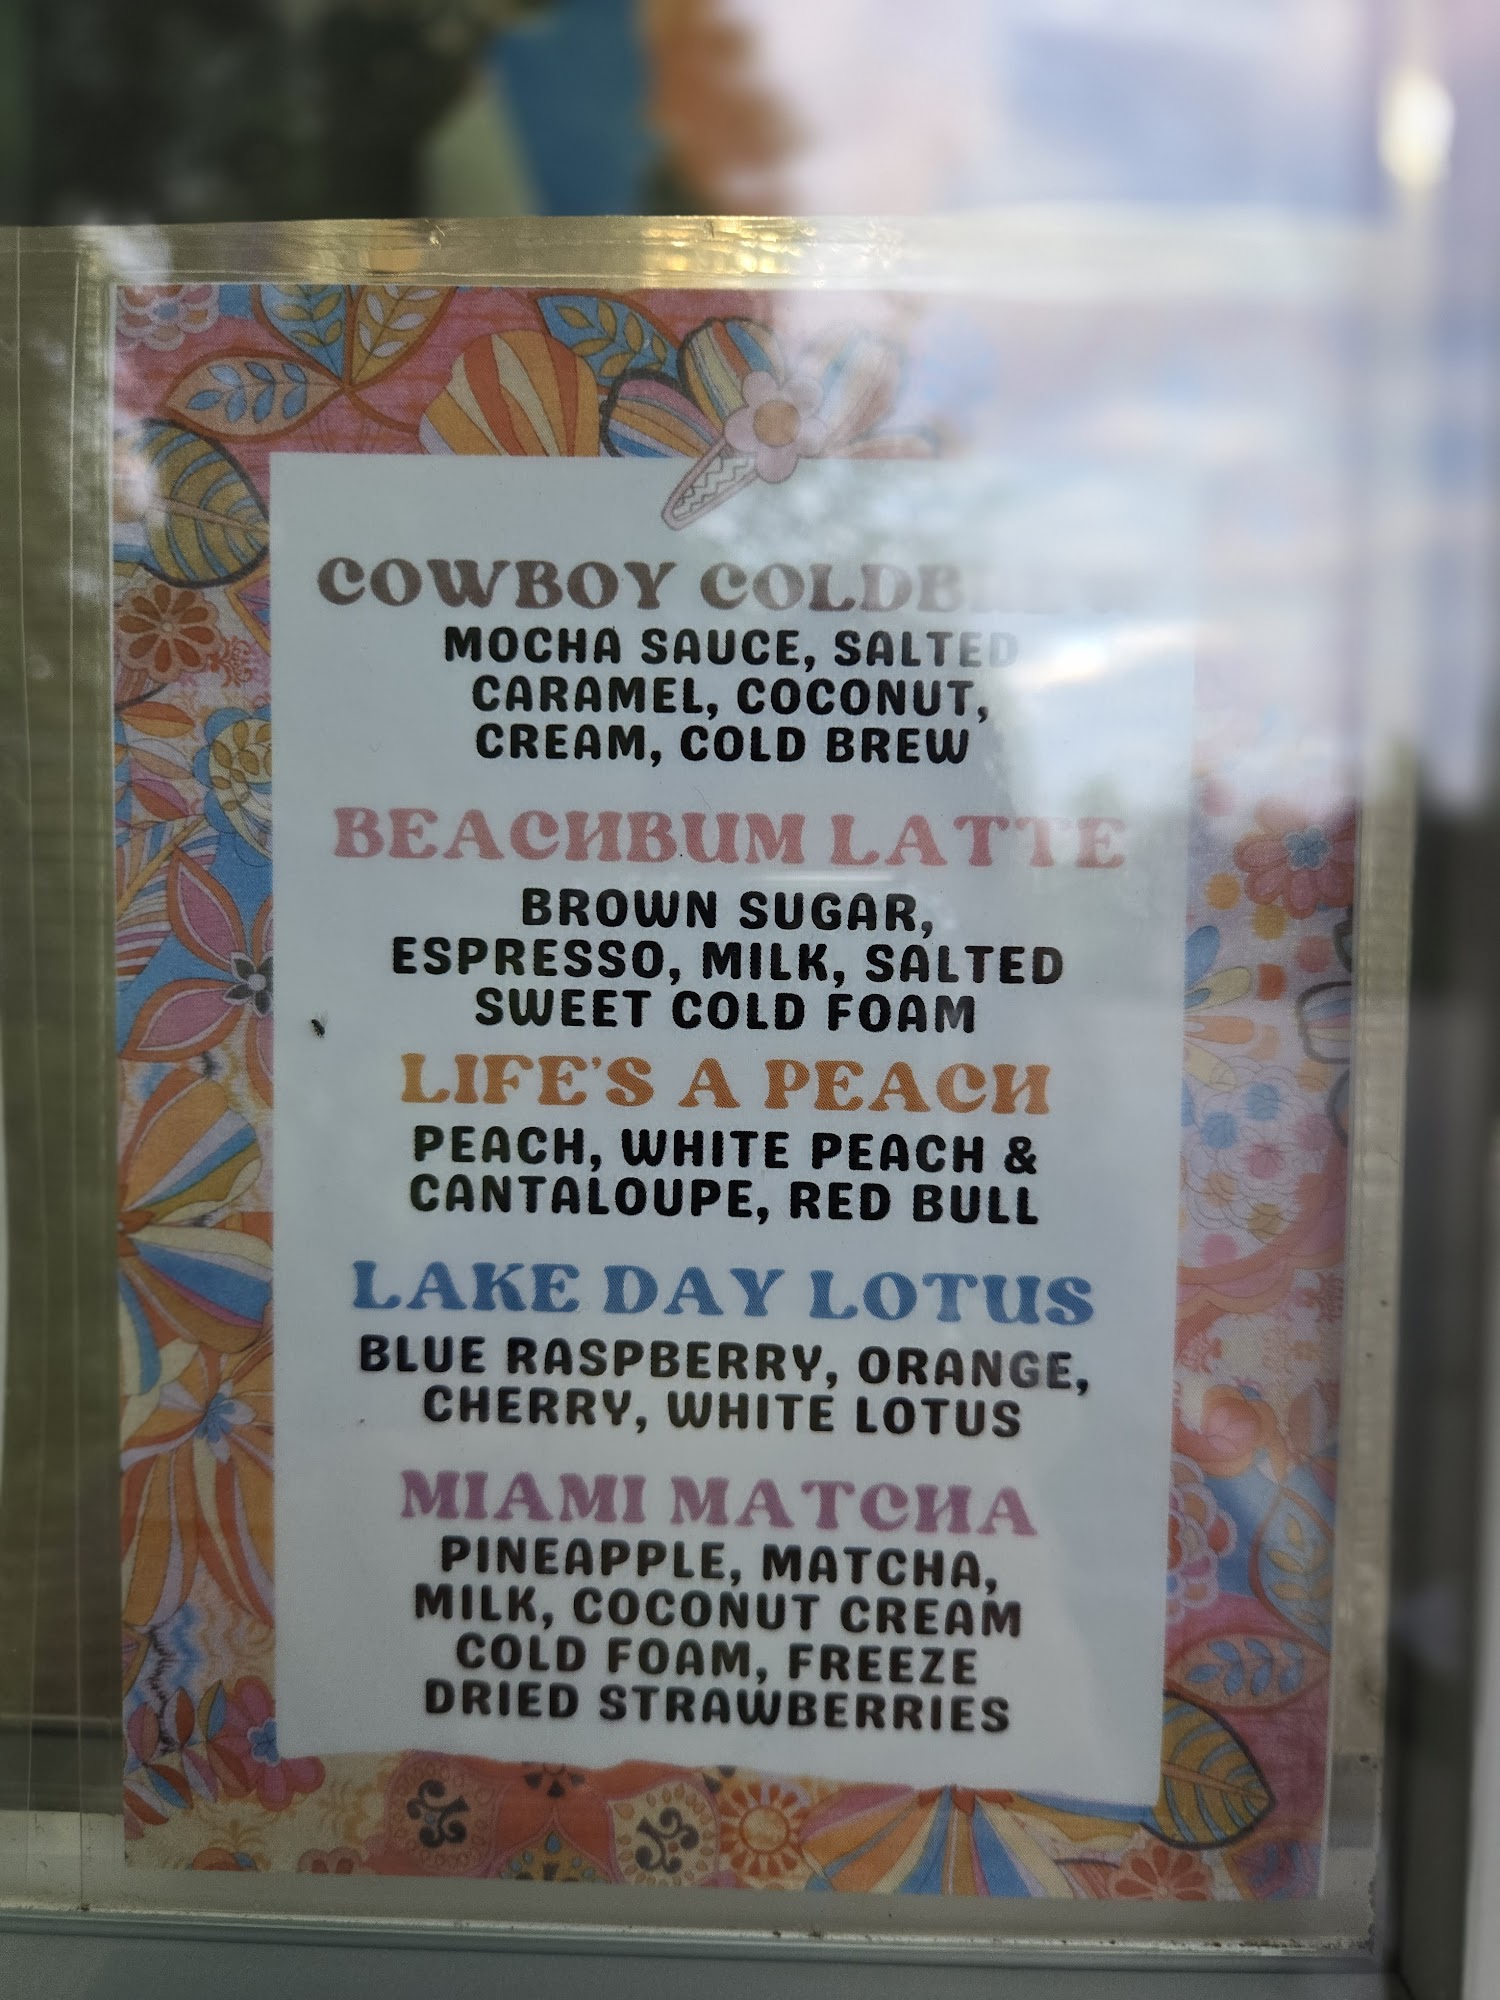 COWBOY COLDBREW
MOCHA SAUCE, SALTED
CARAMEL, COCONUT,
CREAM, COLD BREW
BEACHBUM LATTE
BROWN SUGAR,
ESPRESSO, MILK, SALTED
SWEET COLD FOAM
LIFE'S A PEACH
PEACH, WHITE PEACH &
CANTALOUPE, RED BULL
LAKE DAY LOTUS
BLUE RASPBERRY, ORANGE,
CHERRY, WHITE LOTUS
MIAMI MATCHA
PINEAPPLE, MATCHA,
MILK, COCONUT CREAM
COLD FOAM, FREEZE
DRIED STRAWBERRIES